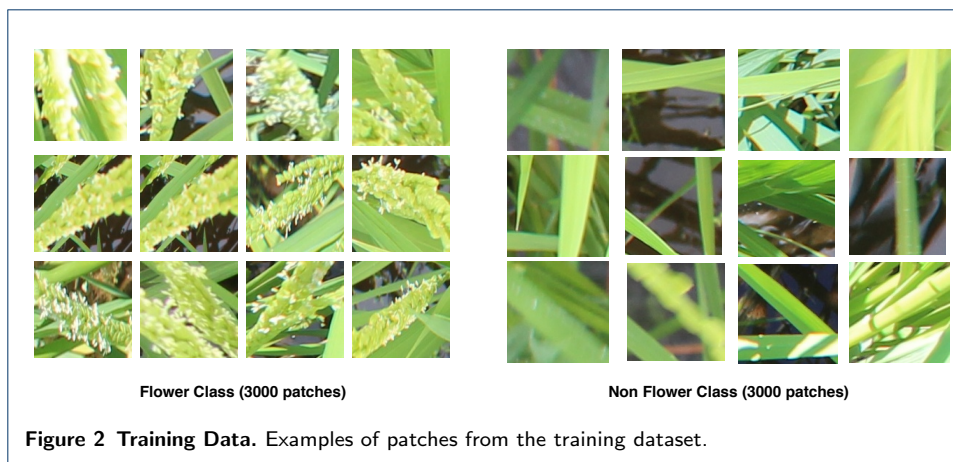 Flower Class (3000 patches)
Non Flower Class (3000 patches)
Figure 2 Training Data. Examples of patches from the training dataset.